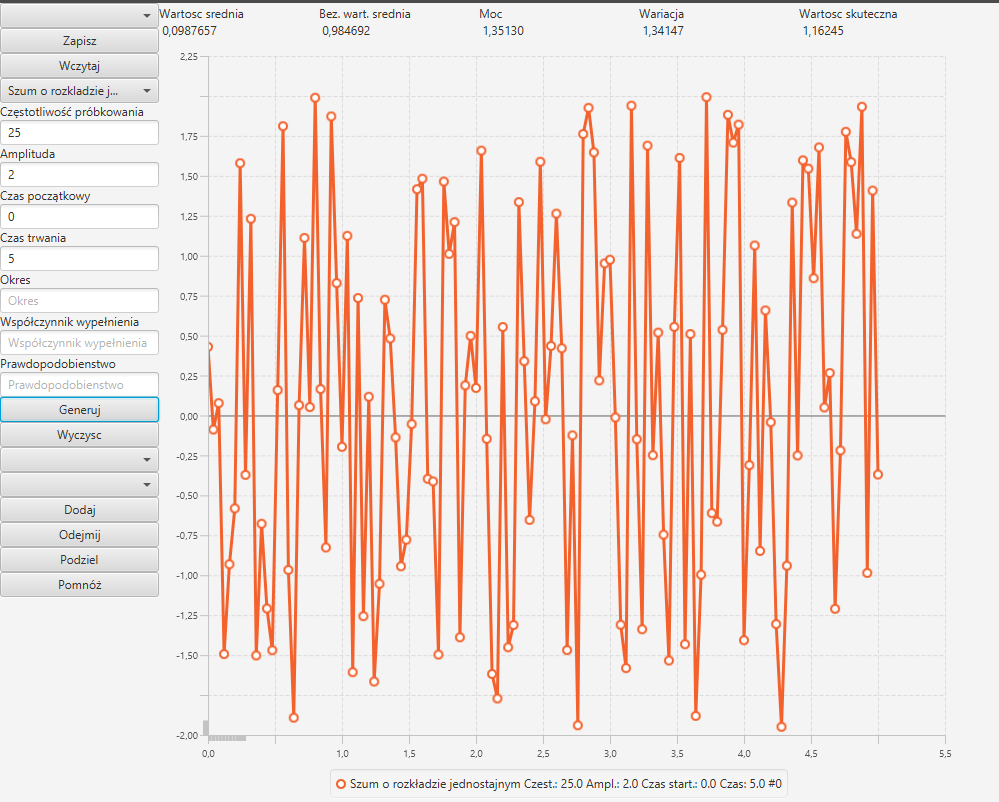 Wartosc srednia
0,0987657
Bez. wart. srednia
0,984692
Moc
1,35130
Wariacja
1,34147
Wartosc skuteczna
1,16245
Zapisz
Wczytaj
Szum o rozkladzie j...
Częstotliwość próbkowania
25
Amplituda
2
Czas początkowy
0
Czas trwania
5
Okres
Okres
Współczynnik wypełnienia
Współczynnik wypełnienia
Prawdopodobienstwo
Prawdopodobienstwo
Generuj
Wyczysc
Dodaj
Odejmij
Podziel
Pomnóż
2,25
1,75
1,50
1,25
1,00
0,75
0,50
0,25
0,00
-0,25
-0,50
-0,75
-1,00
-1,25
-1,50
-2,00
0,0
1,0
1,5
2,0
2,5
3,0
3,5
4,0
4,5
5,5
Szum o rozkładzie jednostajnym Czest.: 25.0 Ampl.: 2.0 Czas start.: 0.0 Czas: 5.0 #0